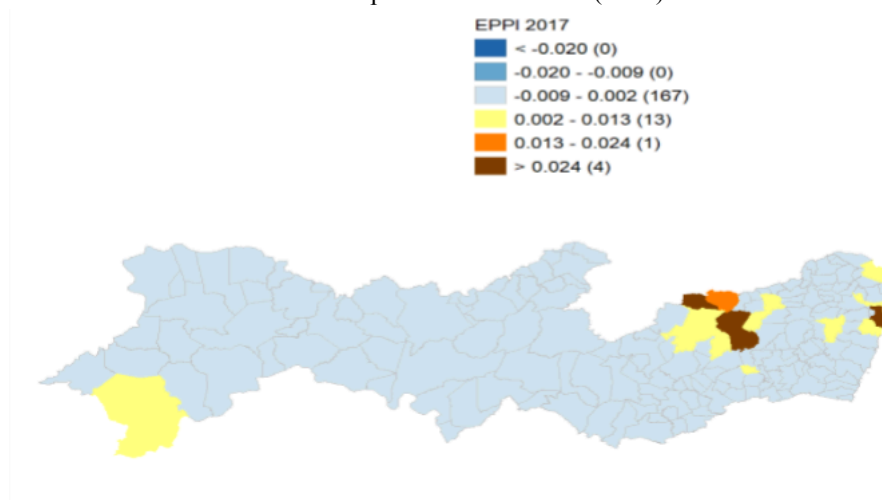 EPPI 2017
< -0.020 (0)
-0.020 - -0.009 (0)
-0.009 - 0.002 (167)
0.002 - 0.013 (13)
0.013 - 0.024 (1)
> 0.024 (4)